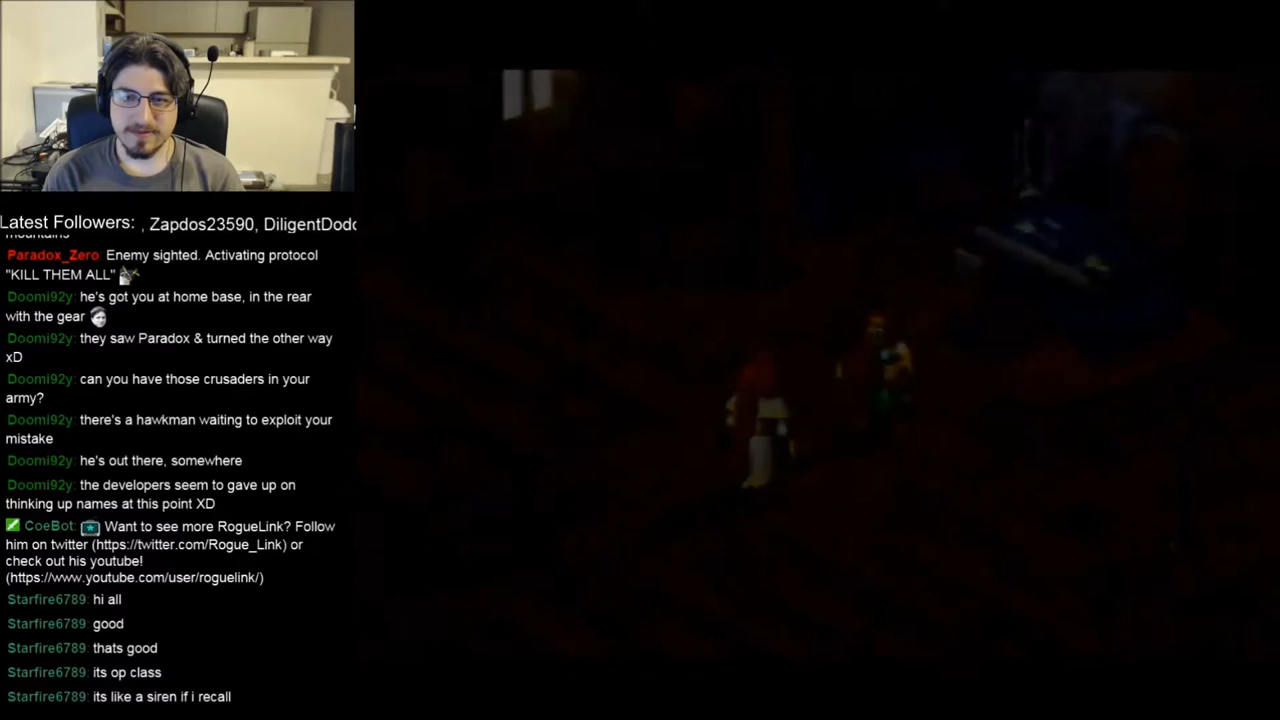 Latest Followers: , Zapdos23590, DiligentDodo
mountains
Paradox_Zero: Enemy sighted. Activating protocol
"KILL THEM ALL"
Doomi92y: he's got you at home base, in the rear
with the gear
Doomi92y: they saw Paradox & turned the other way
xD
Doomi92y: can you have those crusaders in your
army?
Doomi92y: there's a hawkman waiting to exploit your
mistake
Doomi92y: he's out there, somewhere
Doomi92y: the developers seem to gave up on
thinking up names at this point XD
CoeBot: Want to see more RogueLink? Follow
him on twitter (https://twitter.com/Rogue_Link) or
check out his youtube!
(https://www.youtube.com/user/roguelink/)
Starfire6789: hi all
Starfire6789: good
Starfire6789: thats good
Starfire6789: its op class
Starfire6789: its like a siren if i recall